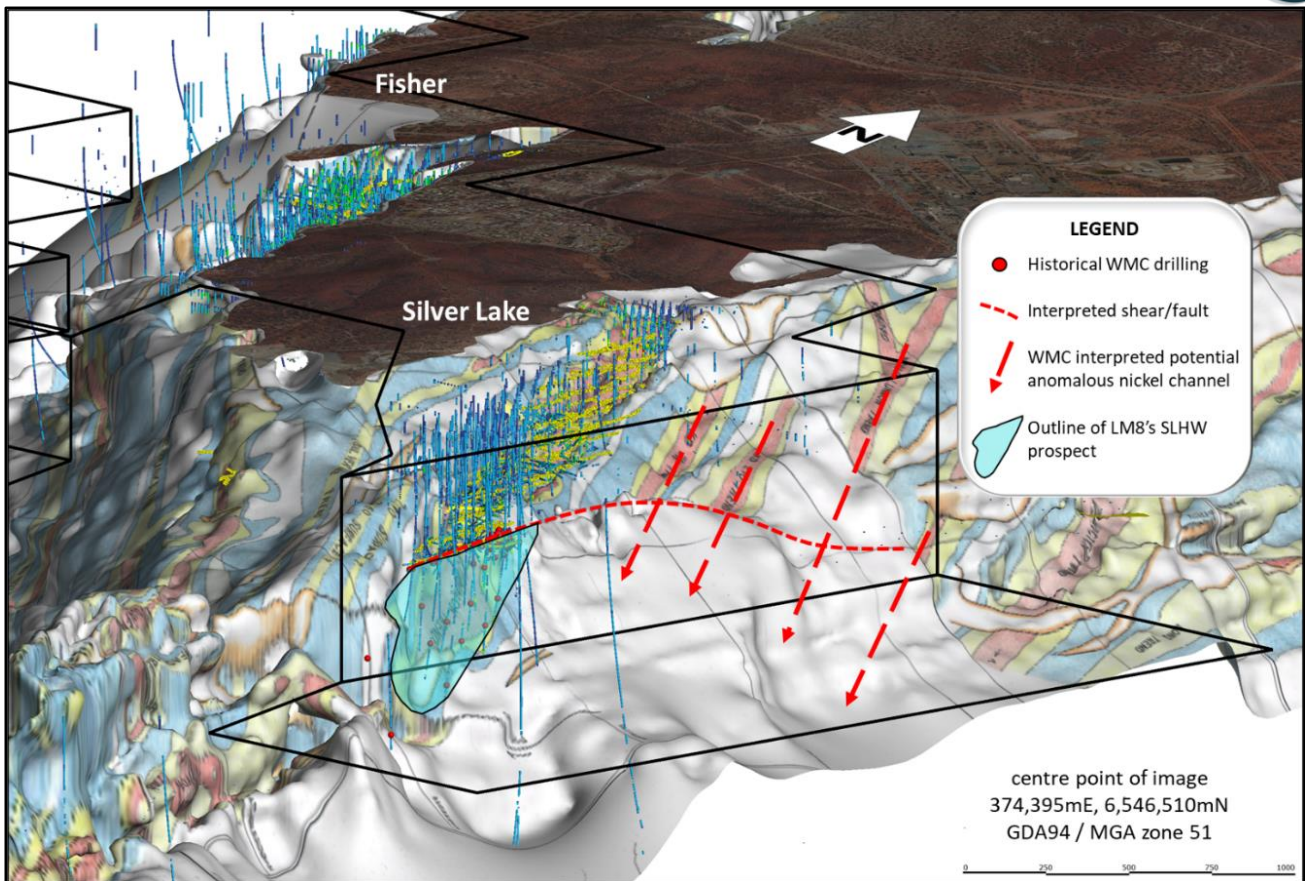 Fisher
N
Silver Lake
LEGEND
Historical WMC drilling
Interpreted shear/fault
WMC interpreted potential
anomalous nickel channel
Outline of LM8's SLHW
prospect
centre point of image
374,395mE, 6,546,510mN
GDA94 / MGA zone 51
0 250 500 750 1000